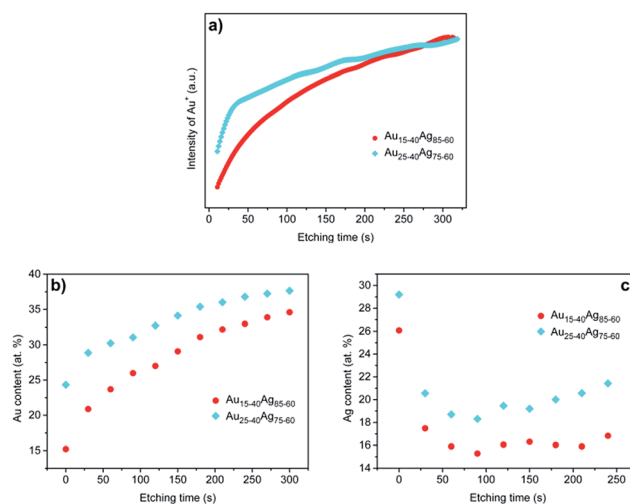 a)
Intensity of Au⁺ (a.u.)
Au₁₅₋₄₀Ag₈₅₋₆₀
Au₂₅₋₄₀Ag₇₅₋₆₀
0 50 100 150 200 250 300
Etching time (s)
b)
40
35
30
25
20
15
Au content (at. %)
Au₁₅₋₄₀Ag₈₅₋₆₀
Au₂₅₋₄₀Ag₇₅₋₆₀
0 50 100 150 200 250 300
Etching time (s)
c
30
28
26
24
22
20
18
16
14
Ag content (at. %)
Au₁₅₋₄₀Ag₈₅₋₆₀
Au₂₅₋₄₀Ag₇₅₋₆₀
0 50 100 150 200 250
Etching time (s)